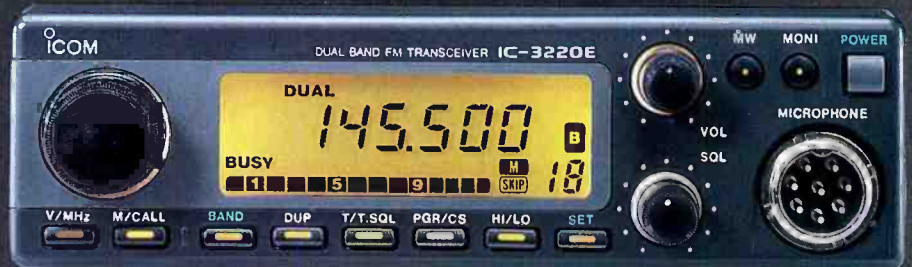 ICOM
DUAL BAND FM TRANSCEIVER IC-3220E
MW MONI POWER
DUAL
145.500
B
BUSY
M
SKIP
18
1 5 9
VOL
SQL
MICROPHONE
V/MHz M/CALL BAND DUP T/T.SQL PGR/CS HI/LO SET